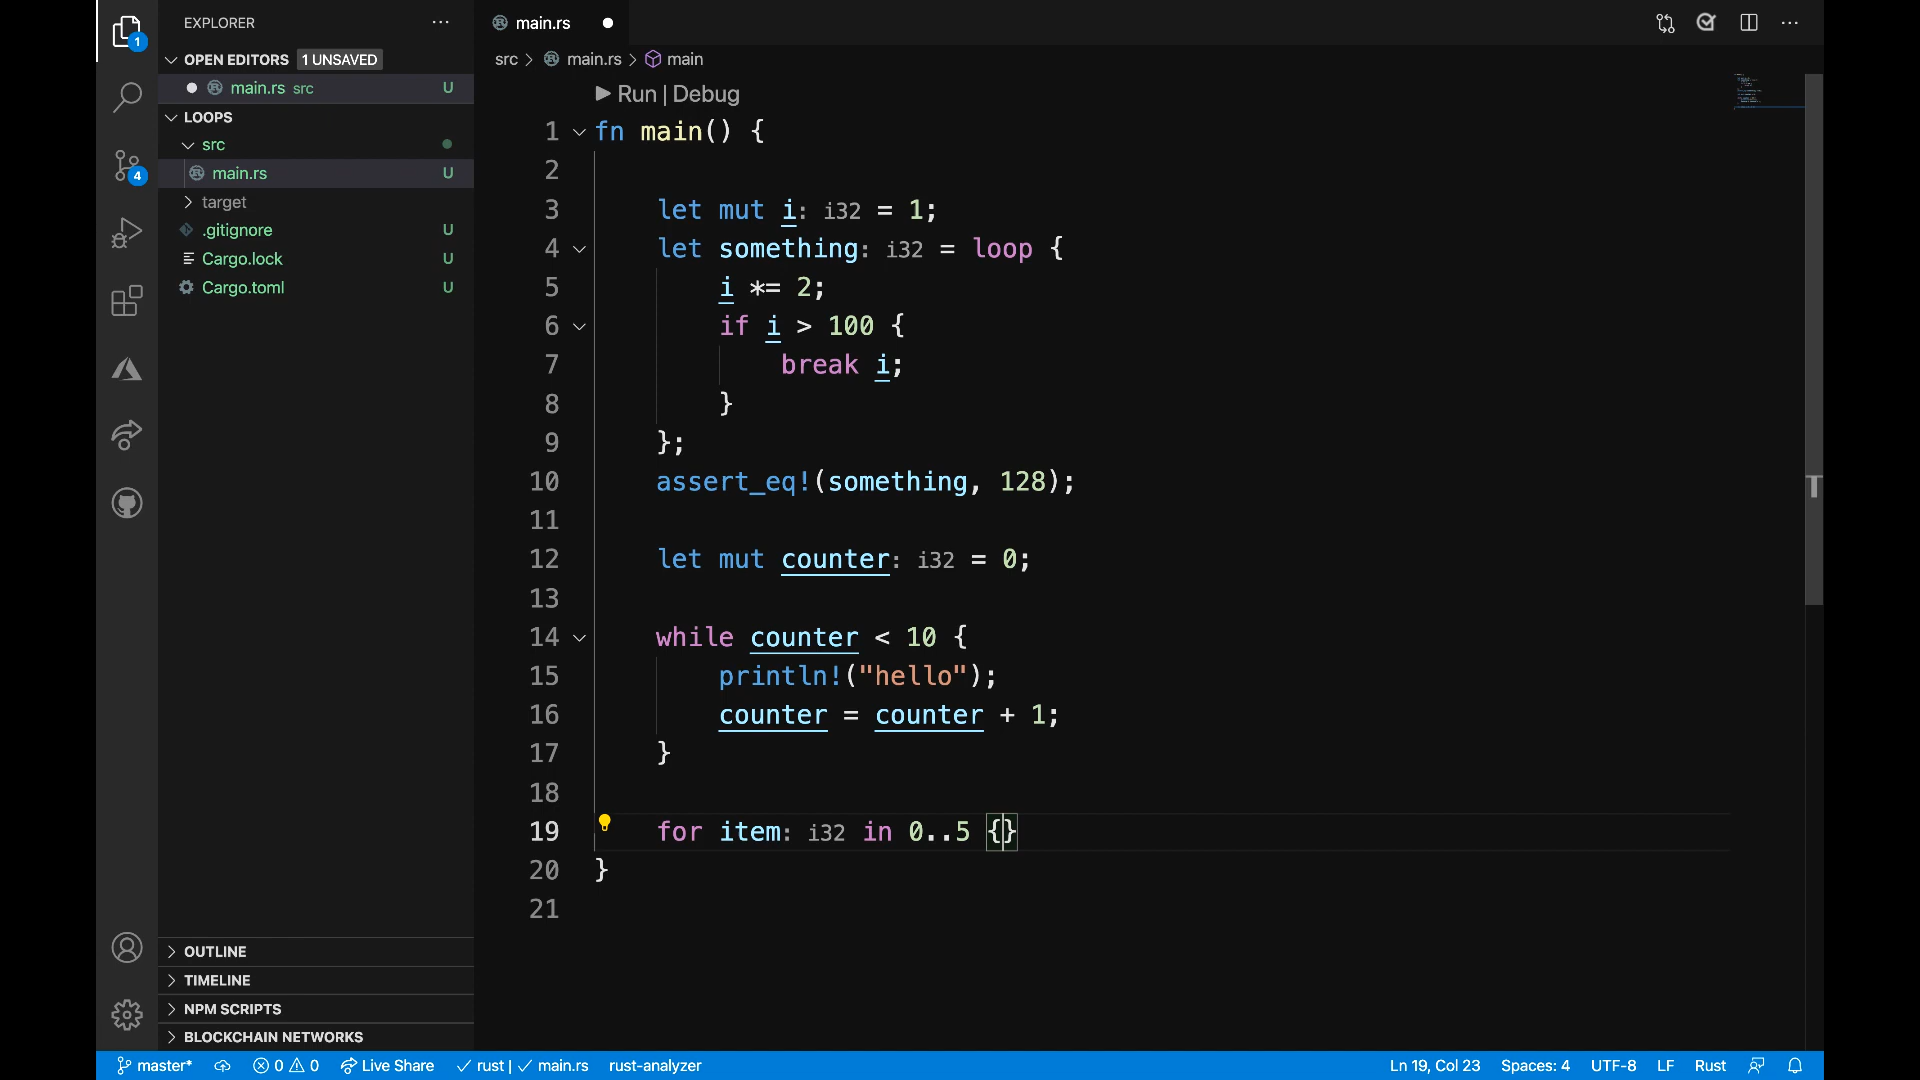 EXPLORER
main.rs
OPEN EDITORS 1 UNSAVED
main.rs src U
LOOPS
src
main.rs U
target
.gitignore U
Cargo.lock U
Cargo.toml U
OUTLINE
TIMELINE
NPM SCRIPTS
BLOCKCHAIN NETWORKS
1
4
src > main.rs > main
Run | Debug
1 fn main() {
2
3 let mut i: i32 = 1;
4 let something: i32 = loop {
5 i *= 2;
6 if i > 100 {
7 break i;
8 }
9 };
10 assert_eq!(something, 128);
11
12 let mut counter: i32 = 0;
13
14 while counter < 10 {
15 println!("hello");
16 counter = counter + 1;
17 }
18
19 for item: i32 in 0..5 {}
20 }
21
master* 0 0 Live Share rust | main.rs rust-analyzer Ln 19, Col 23 Spaces: 4 UTF-8 LF Rust